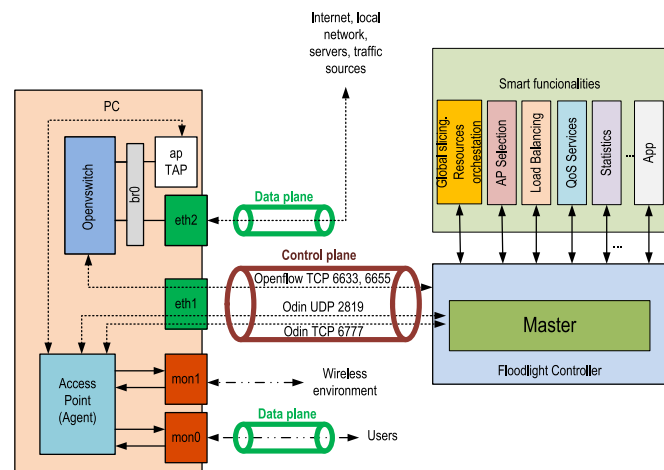 Internet, local
network,
servers, traffic
sources
PC
ap
TAP
Openvswitch
br0
eth2
Data plane
Control plane
eth1
Openflow TCP 6633, 6655
Odin UDP 2819
Odin TCP 6777
Access
Point
(Agent)
mon1
Wireless
environment
mon0
Data plane
Users
Smart funcionalities
Global slicing.
Resources
orchestation
AP Selection
Load Balancing
QoS Services
Statistics
...
App
...
Master
Floodlight Controller